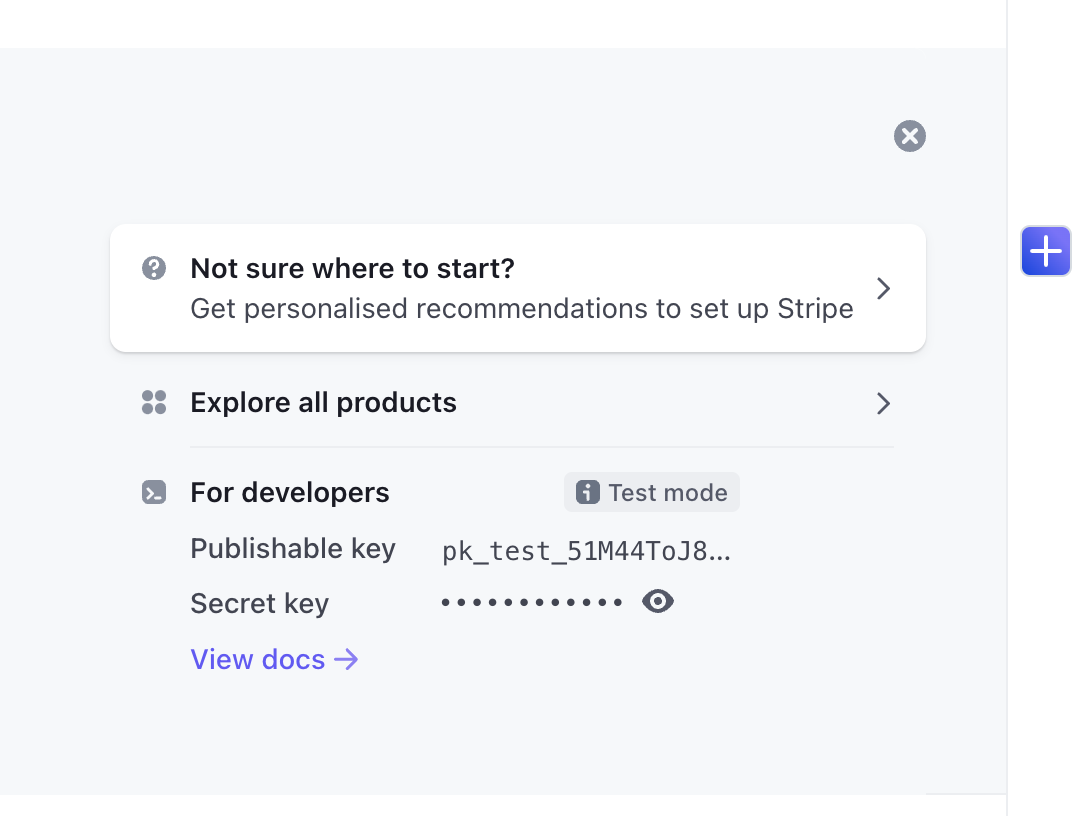 Not sure where to start?
Get personalised recommendations to set up Stripe
Explore all products
For developers
Test mode
Publishable key
pk_test_51M44ToJ8...
Secret key
••••••••••••
View docs →